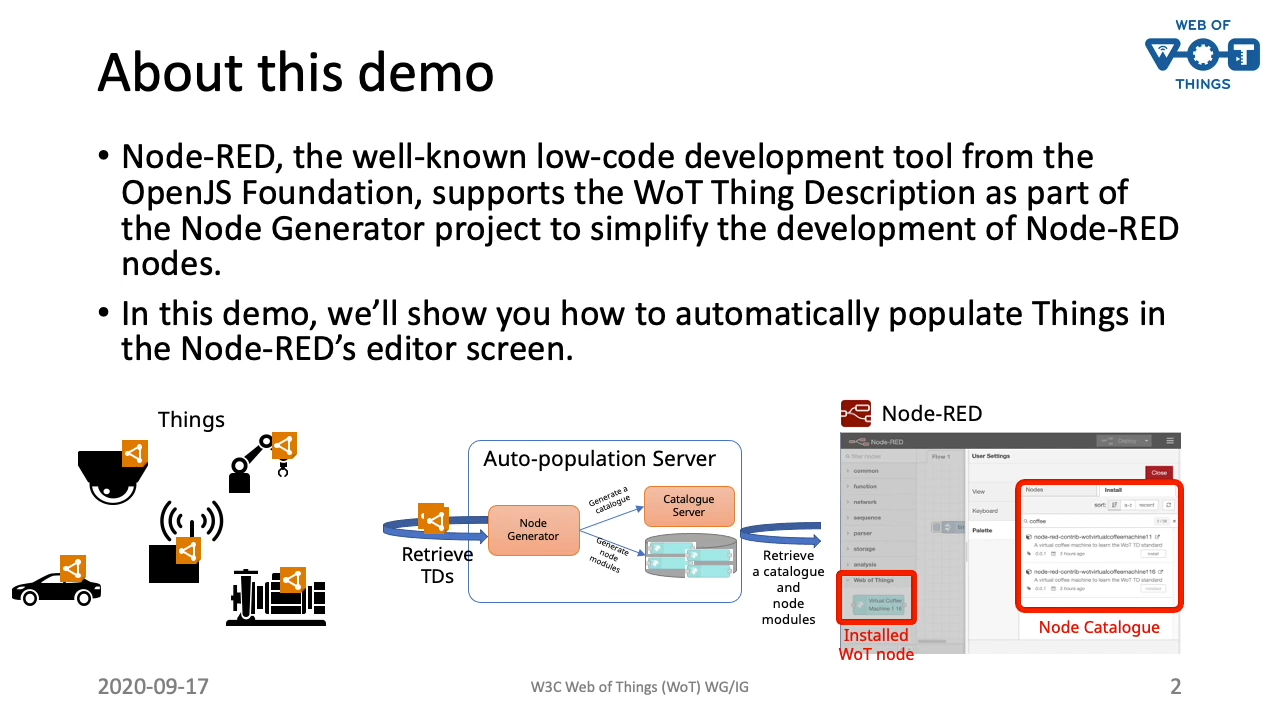 WEB OF
W T
THINGS
About this demo
• Node-RED, the well-known low-code development tool from the
OpenJS Foundation, supports the WoT Thing Description as part of
the Node Generator project to simplify the development of Node-RED
nodes.
• In this demo, we’ll show you how to automatically populate Things in
the Node-RED’s editor screen.
Things
Retrieve
TDs
Auto-population Server
Node
Generator
Generate a
catalogue
Generate
node
modules
Catalogue
Server
Retrieve
a catalogue
and
node
modules
Node-RED
Node-RED
Deploy
filter nodes
common
function
network
sequence
parser
storage
analysis
Web of Things
Virtual Coffee
Machine 1 16
Flow 1
User Settings
Close
View
Keyboard
Palette
Nodes
Install
sort:
a-z
recent
coffee
node-red-contrib-wotvirtualcoffeemachine11
A virtual coffee machine to learn the WoT TD standard
0.0.1
2 hours ago
install
node-red-contrib-wotvirtualcoffeemachine116
A virtual coffee machine to learn the WoT TD standard
0.0.1
2 hours ago
installed
Installed
WoT node
Node Catalogue
2020-09-17
W3C Web of Things (WoT) WG/IG
2